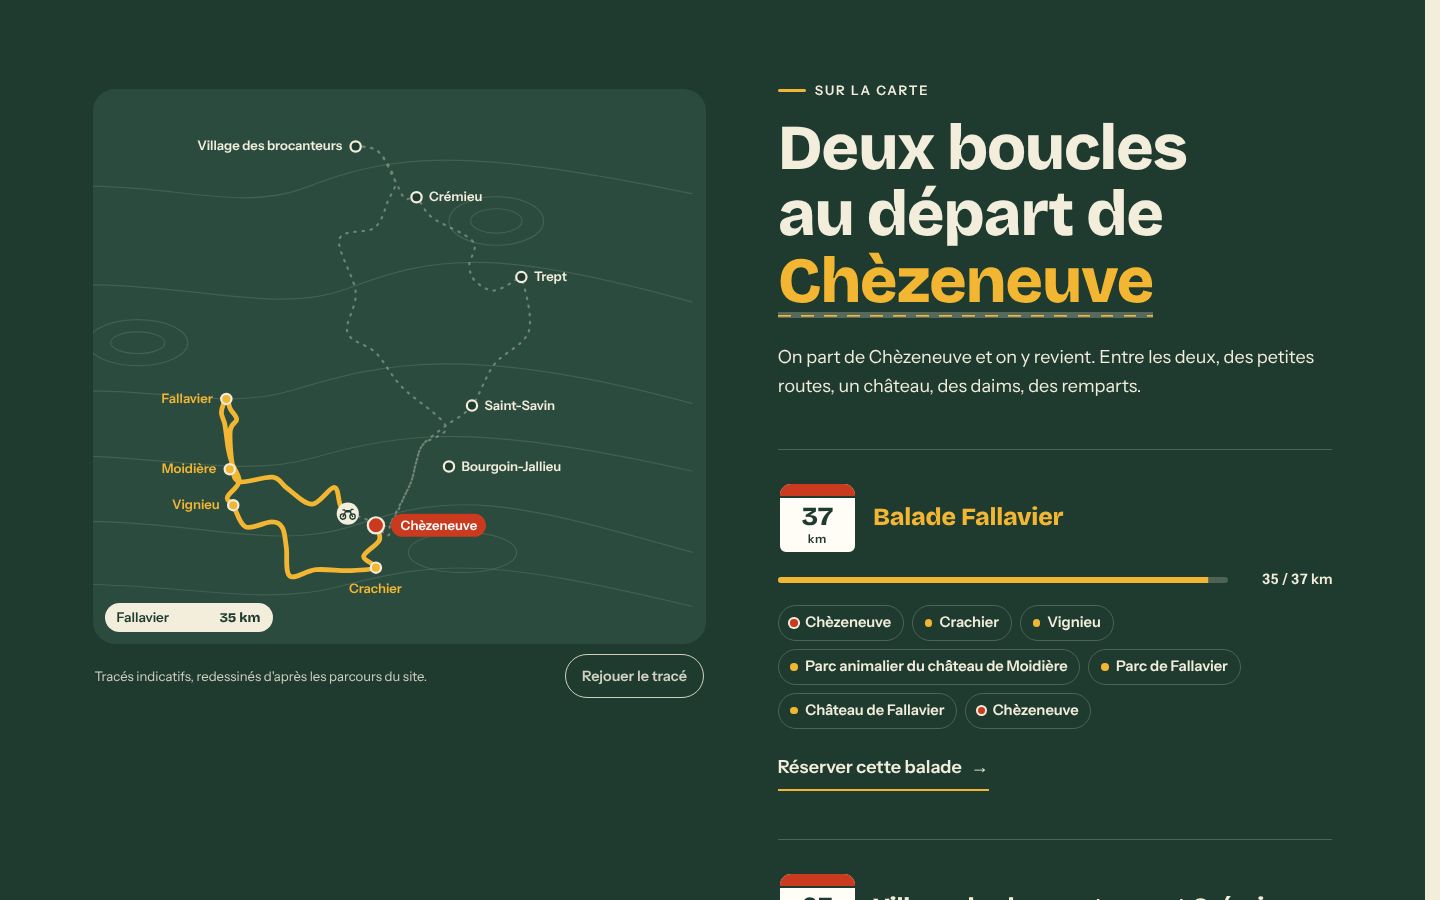 Village des brocanteurs
Crémieu
Trept
Fallavier
Saint-Savin
Moidière
Bourgoin-Jallieu
Vignieu
Chèzeneuve
Crachier
Fallavier 35 km
Tracés indicatifs, redessinés d'après les parcours du site.
Rejouer le tracé
SUR LA CARTE
Deux boucles
au départ de
Chèzeneuve
On part de Chèzeneuve et on y revient. Entre les deux, des petites
routes, un château, des daims, des remparts.
37
km
Balade Fallavier
35 / 37 km
Chèzeneuve
Crachier
Vignieu
Parc animalier du château de Moidière
Parc de Fallavier
Château de Fallavier
Chèzeneuve
Réserver cette balade →